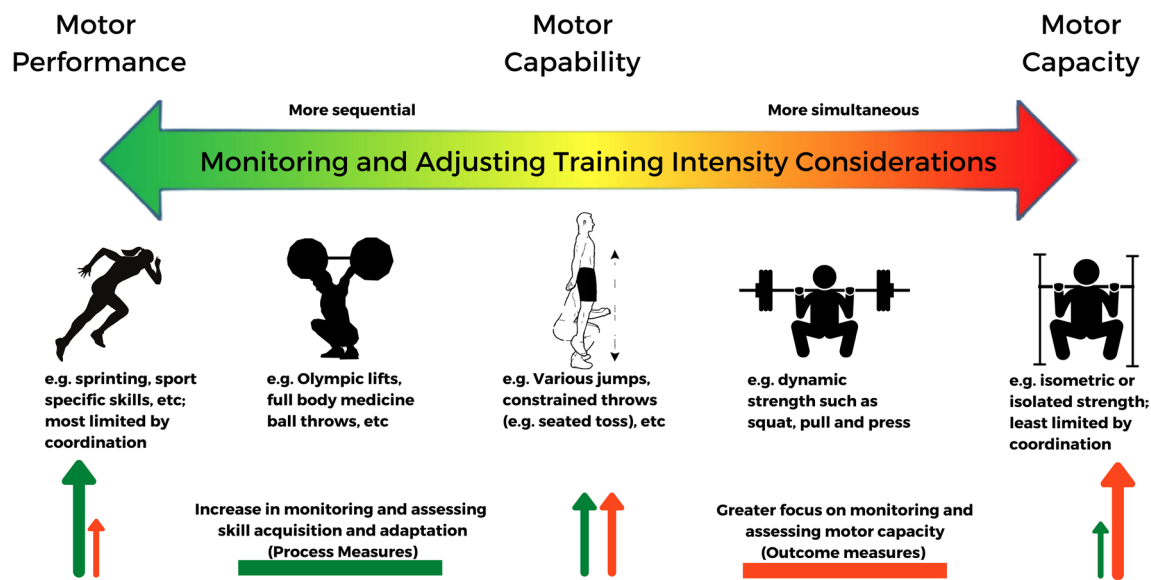 Motor
Performance
Motor
Capability
Motor
Capacity
More sequential
More simultaneous
Monitoring and Adjusting Training Intensity Considerations
e.g. sprinting, sport
specific skills, etc;
most limited by
coordination
e.g. Olympic lifts,
full body medicine
ball throws, etc
e.g. Various jumps,
constrained throws
(e.g. seated toss), etc
e.g. dynamic
strength such as
squat, pull and press
e.g. isometric or
isolated strength;
least limited by
coordination
Increase in monitoring and assessing
skill acquisition and adaptation
(Process Measures)
Greater focus on monitoring and
assessing motor capacity
(Outcome measures)